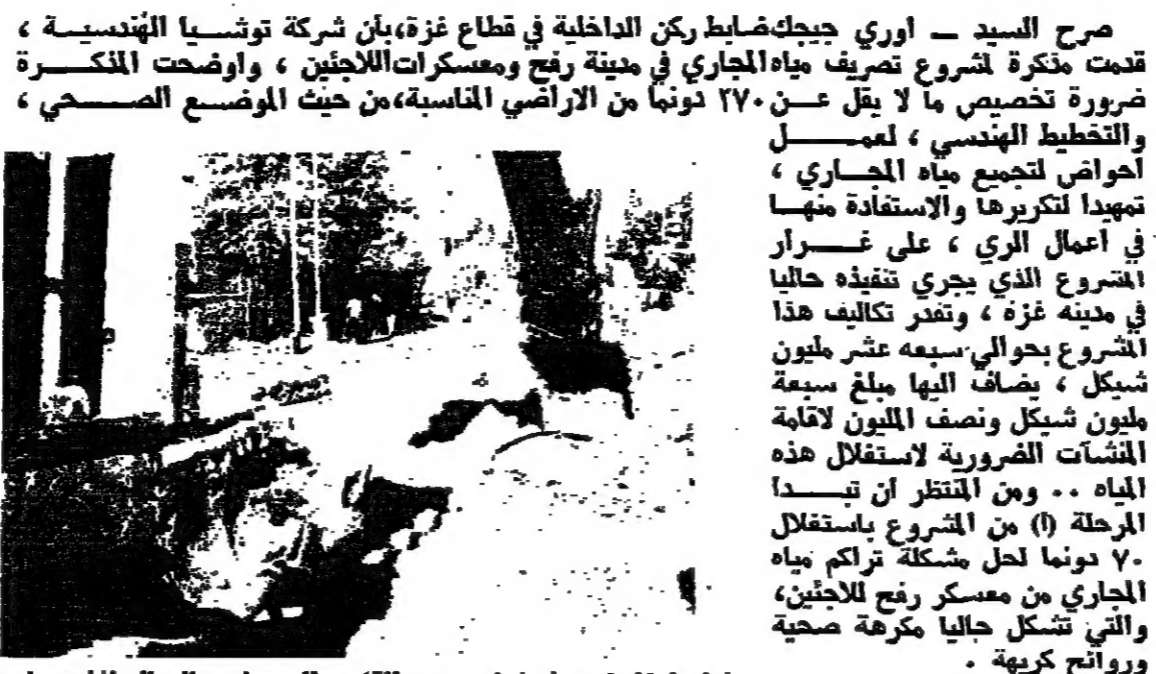 صرح السيد ــ اوري جيجك ضابط ركن الداخلية في قطاع غزة،بأن شركة توشيا الهندسية ،
قدمت مذكرة لمشروع تصريف مياه المجاري في مدينة رفح ومعسكرات اللاجئين ، واوضحت المذكرة
ضرورة تخصيص ما لا يقل عن ٢٧٠ دونما من الاراضي المناسبة،من حيث الموضع الصحي ،
والتخطيط الهندسي ، لعمل
احواض لتجميع مياه المجاري ،
تمهيدا لتكريرها والاستفادة منها
في اعمال الري ، على غرار
المشروع الذي يجري تنفيذه حاليا
في مدينه غزه ، وتقدر تكاليف هذا
المشروع بحوالي سبعه عشر مليون
شيكل ، يضاف اليها مبلغ سبعة
مليون شيكل ونصف المليون لاقامة
المنشآت الضرورية لاستغلال هذه
المياه .. ومن المنتظر ان تبدا
المرحلة (ا) من المشروع باستغلال
٧٠ دونما لحل مشكلة تراكم مياه
المجاري من معسكر رفح للاجئين،
والتي تشكل حاليا مكرهة صحية
وروائح كريهة .